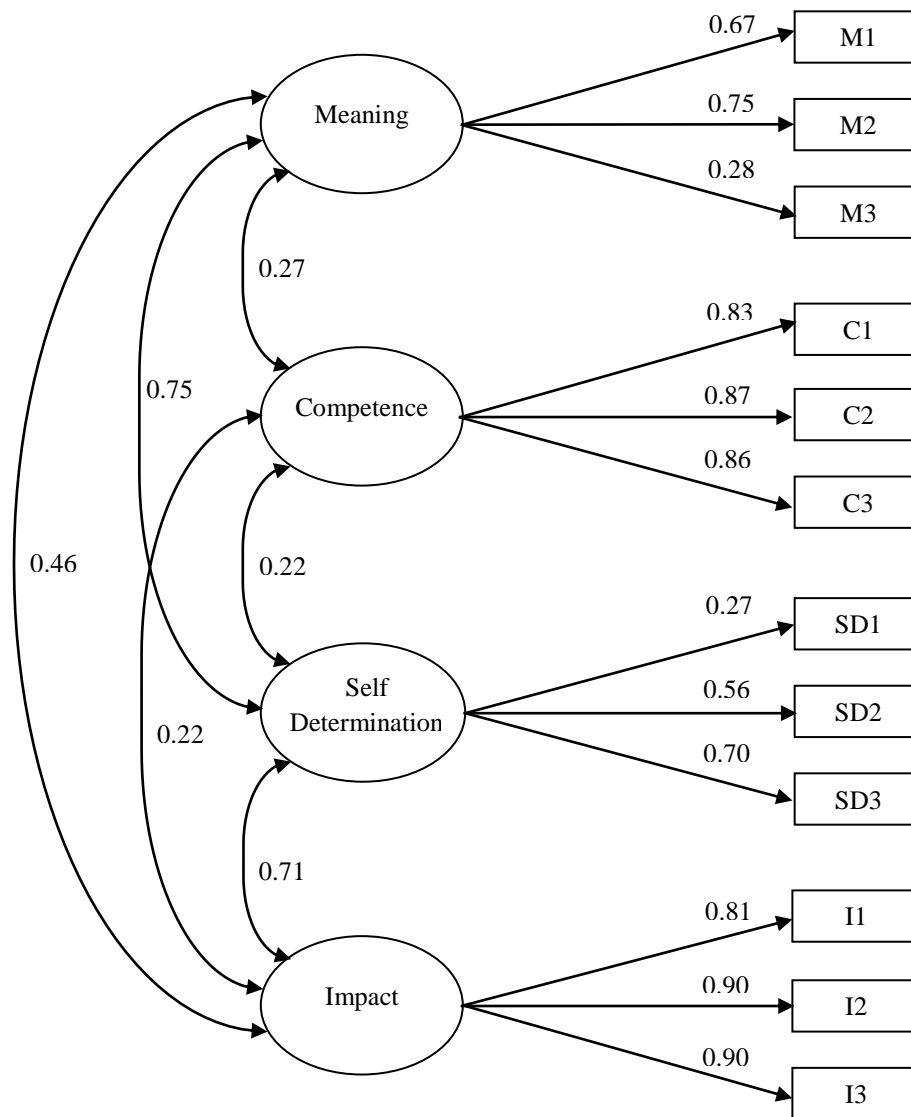 0.67
M1
Meaning
0.75
M2
0.28
M3
0.27
0.83
C1
0.75
Competence
0.87
C2
0.86
C3
0.46
0.22
0.27
SD1
Self
Determination
0.56
SD2
0.22
0.70
SD3
0.71
0.81
I1
Impact
0.90
I2
0.90
I3